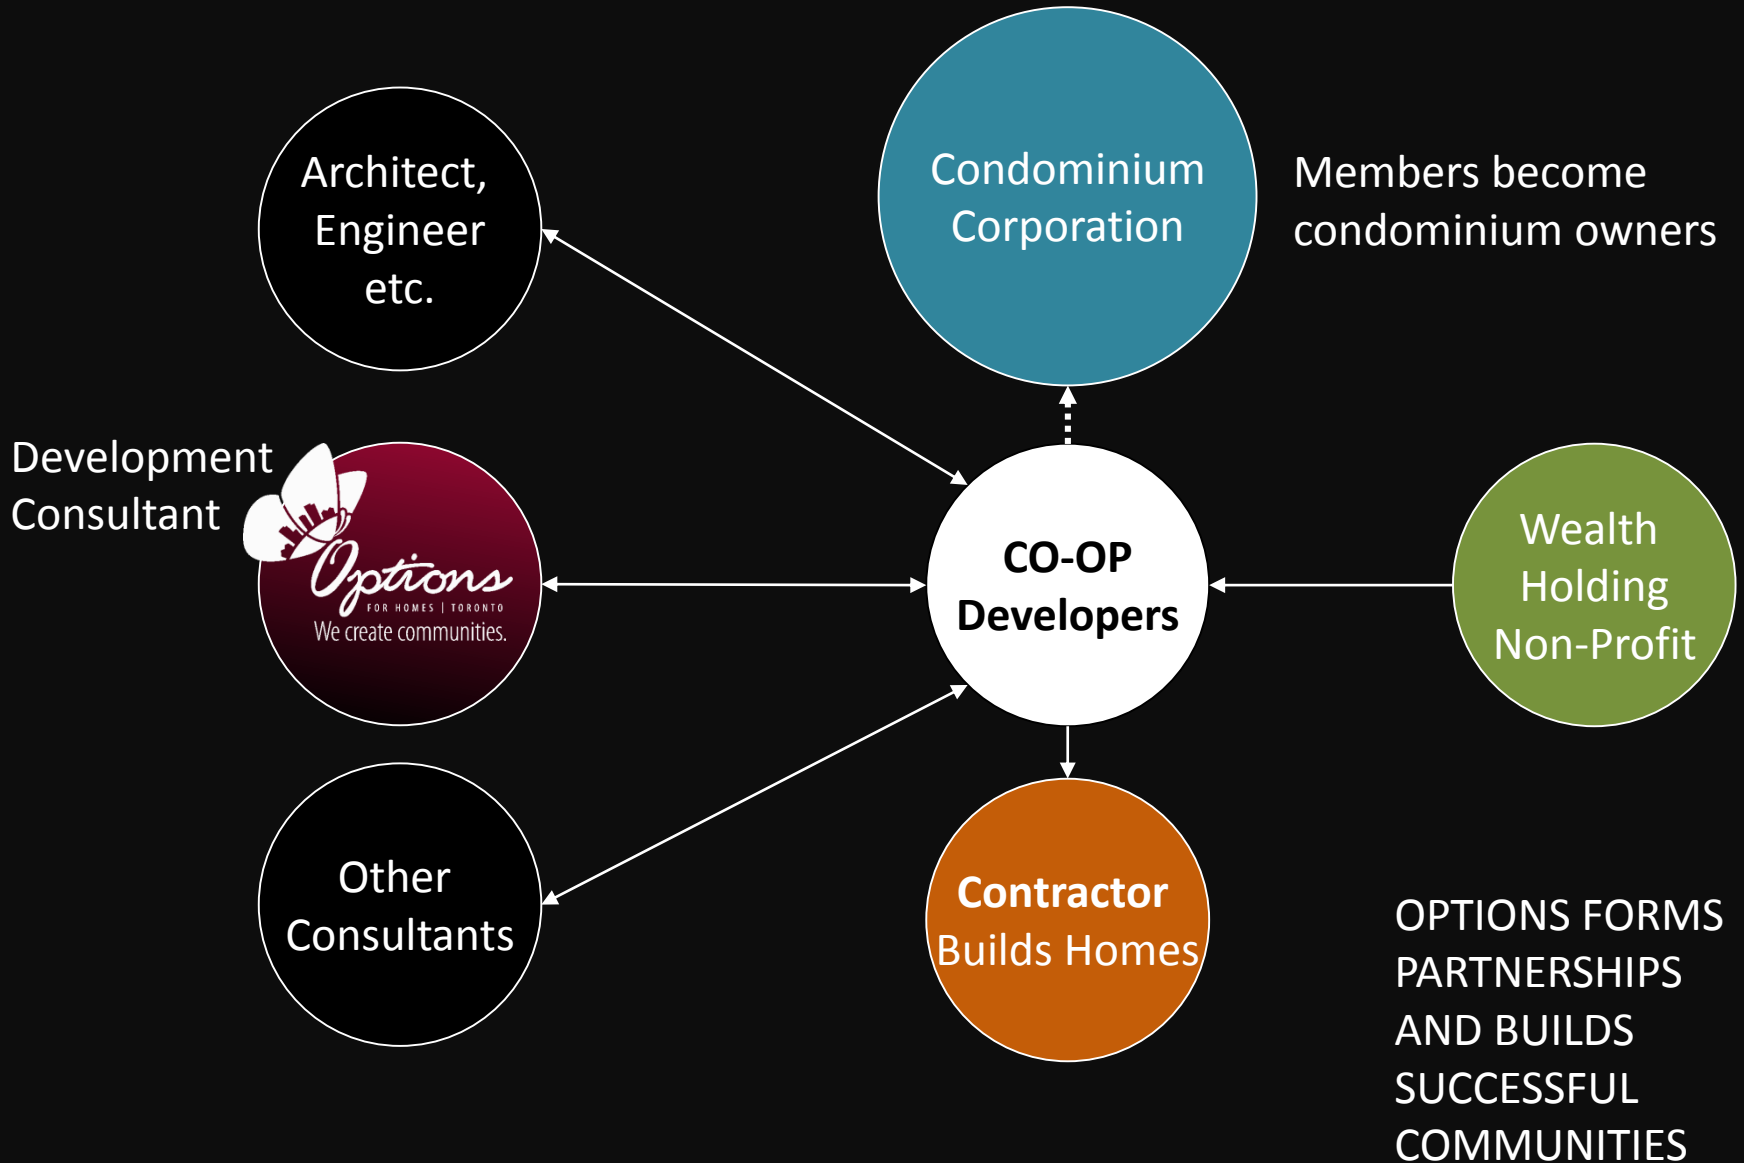 Architect,
Engineer
etc.
Condominium
Corporation
Members become
condominium owners
Development
Consultant
Options
FOR HOMES | TORONTO
We create communities.
CO-OP
Developers
Wealth
Holding
Non-Profit
Other
Consultants
Contractor
Builds Homes
OPTIONS FORMS
PARTNERSHIPS
AND BUILDS
SUCCESSFUL
COMMUNITIES